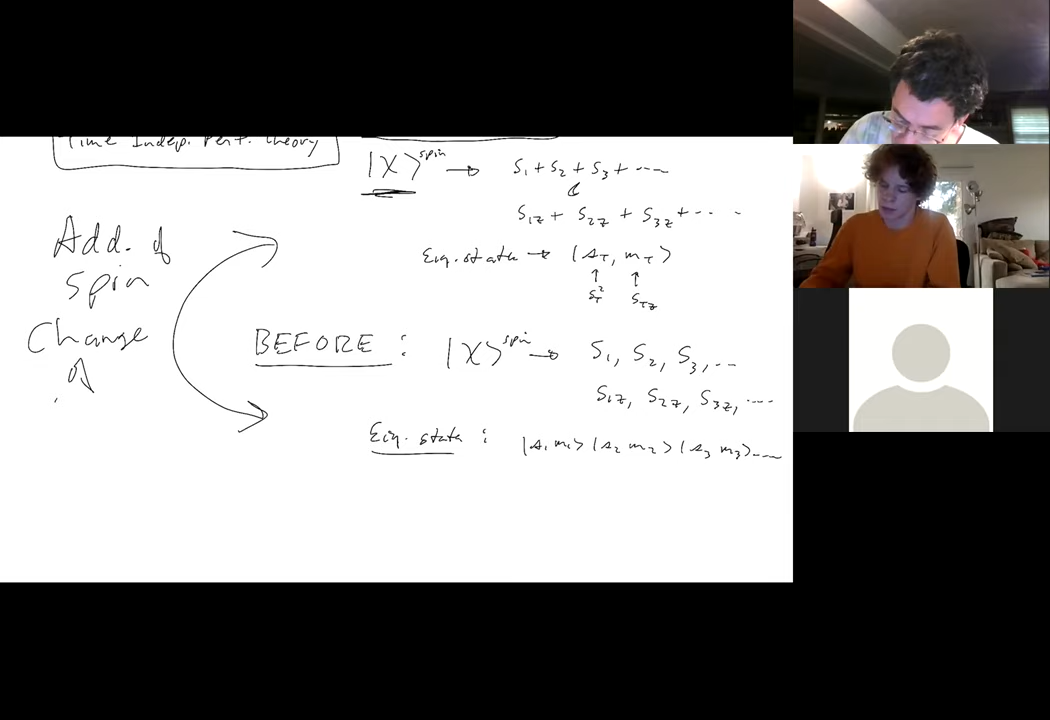 Time Indep. Pert. Theory
|χ⟩^spin → S₁ + S₂ + S₃ + ----
S₁z + S₂z + S₃z + - - -
Eig. state → |s_T, m_T⟩
↑ ↑
S_T² S_Tz
Add. of
spin
Change
of
BEFORE : |χ⟩^spin → S₁, S₂, S₃, --
S₁z, S₂z, S₃z, ----
Eig. state : |s₁ m₁⟩ |s₂ m₂⟩ |s₃ m₃⟩ ----